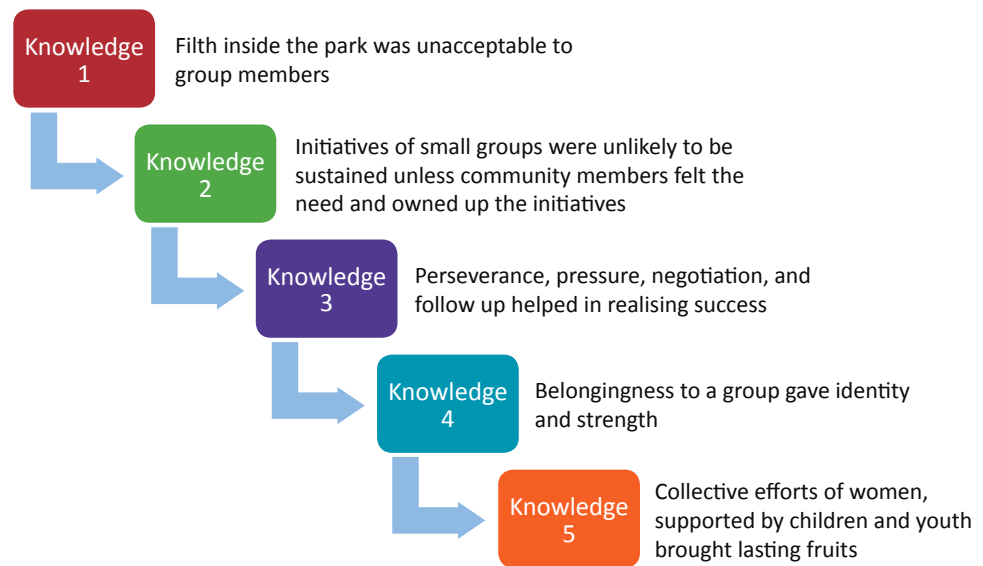 Knowledge
1
Filth inside the park was unacceptable to
group members
Knowledge
2
Initiatives of small groups were unlikely to be
sustained unless community members felt the
need and owned up the initiatives
Knowledge
3
Perseverance, pressure, negotiation, and
follow up helped in realising success
Knowledge
4
Belongingness to a group gave identity
and strength
Knowledge
5
Collective efforts of women,
supported by children and youth
brought lasting fruits